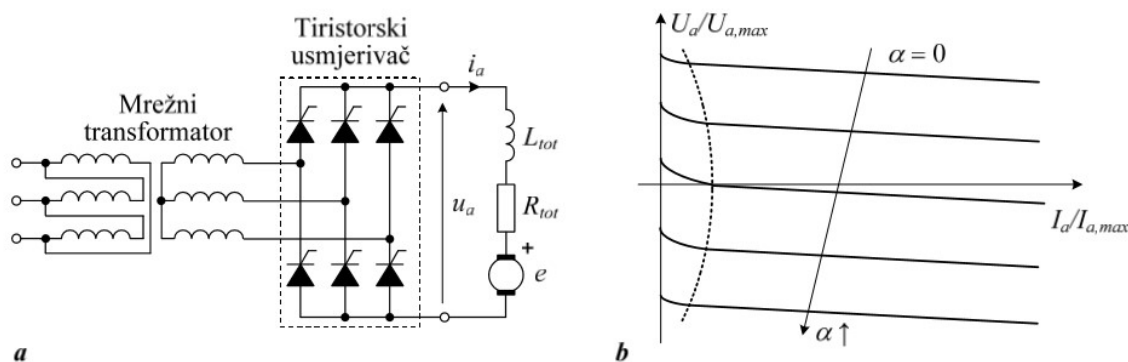 Tiristorski
usmjerivač
Mrežni
transformator
i_a
L_tot
R_tot
u_a
+
e
a
U_a/U_a,max
α = 0
I_a/I_a,max
α ↑
b